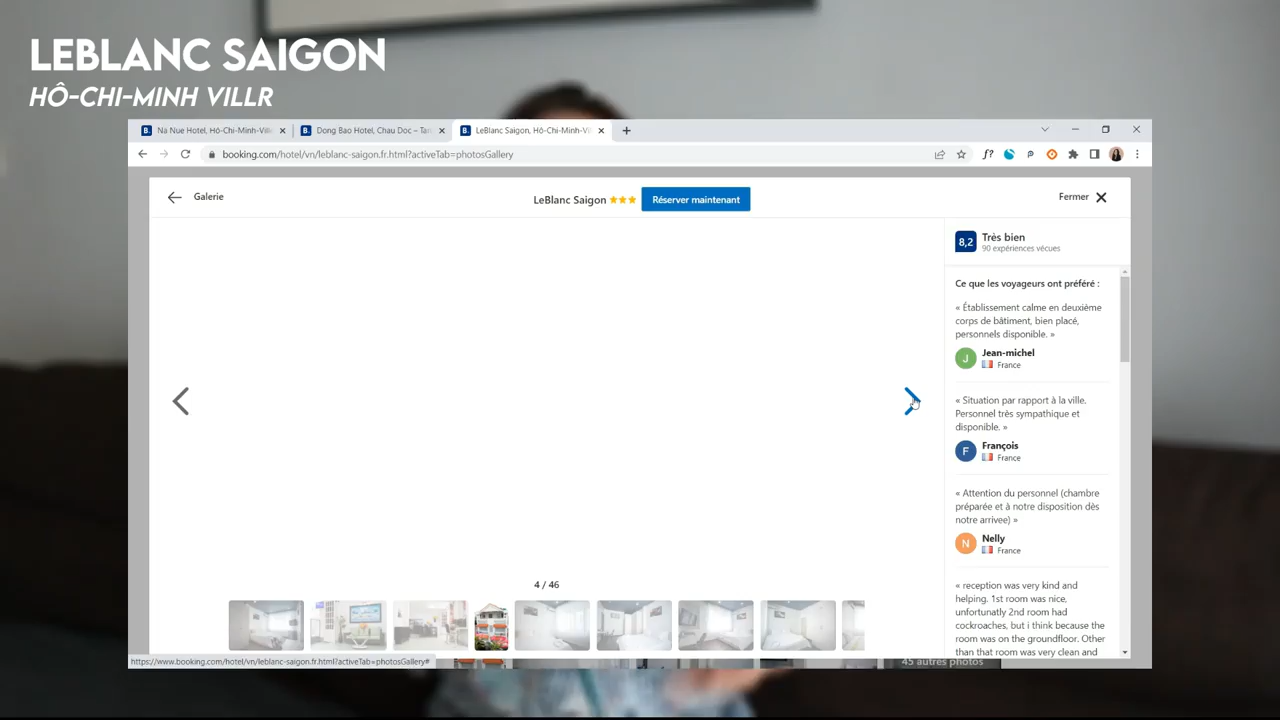 LEBLANC SAIGON
HÔ-CHI-MINH VILLR
Na Nue Hotel, Hô-Chi-Minh-Ville
Dong Bao Hotel, Chau Doc – Tar
LeBlanc Saigon, Hô-Chi-Minh-Vi
booking.com/hotel/vn/leblanc-saigon.fr.html?activeTab=photosGallery
Galerie
LeBlanc Saigon
Réserver maintenant
Fermer
8,2
Très bien
90 expériences vécues
Ce que les voyageurs ont préféré :
« Établissement calme en deuxième
corps de bâtiment, bien placé,
personnels disponible. »
J
Jean-michel
France
« Situation par rapport à la ville.
Personnel très sympathique et
disponible. »
F
François
France
« Attention du personnel (chambre
préparée et à notre disposition dès
notre arrivee) »
N
Nelly
France
« reception was very kind and
helping. 1st room was nice,
unfortunatly 2nd room had
cockroaches, but i think because the
room was on the groundfloor. Other
than that room was very clean and
4 / 46
https://www.booking.com/hotel/vn/leblanc-saigon.fr.html?activeTab=photosGallery#
45 autres photos